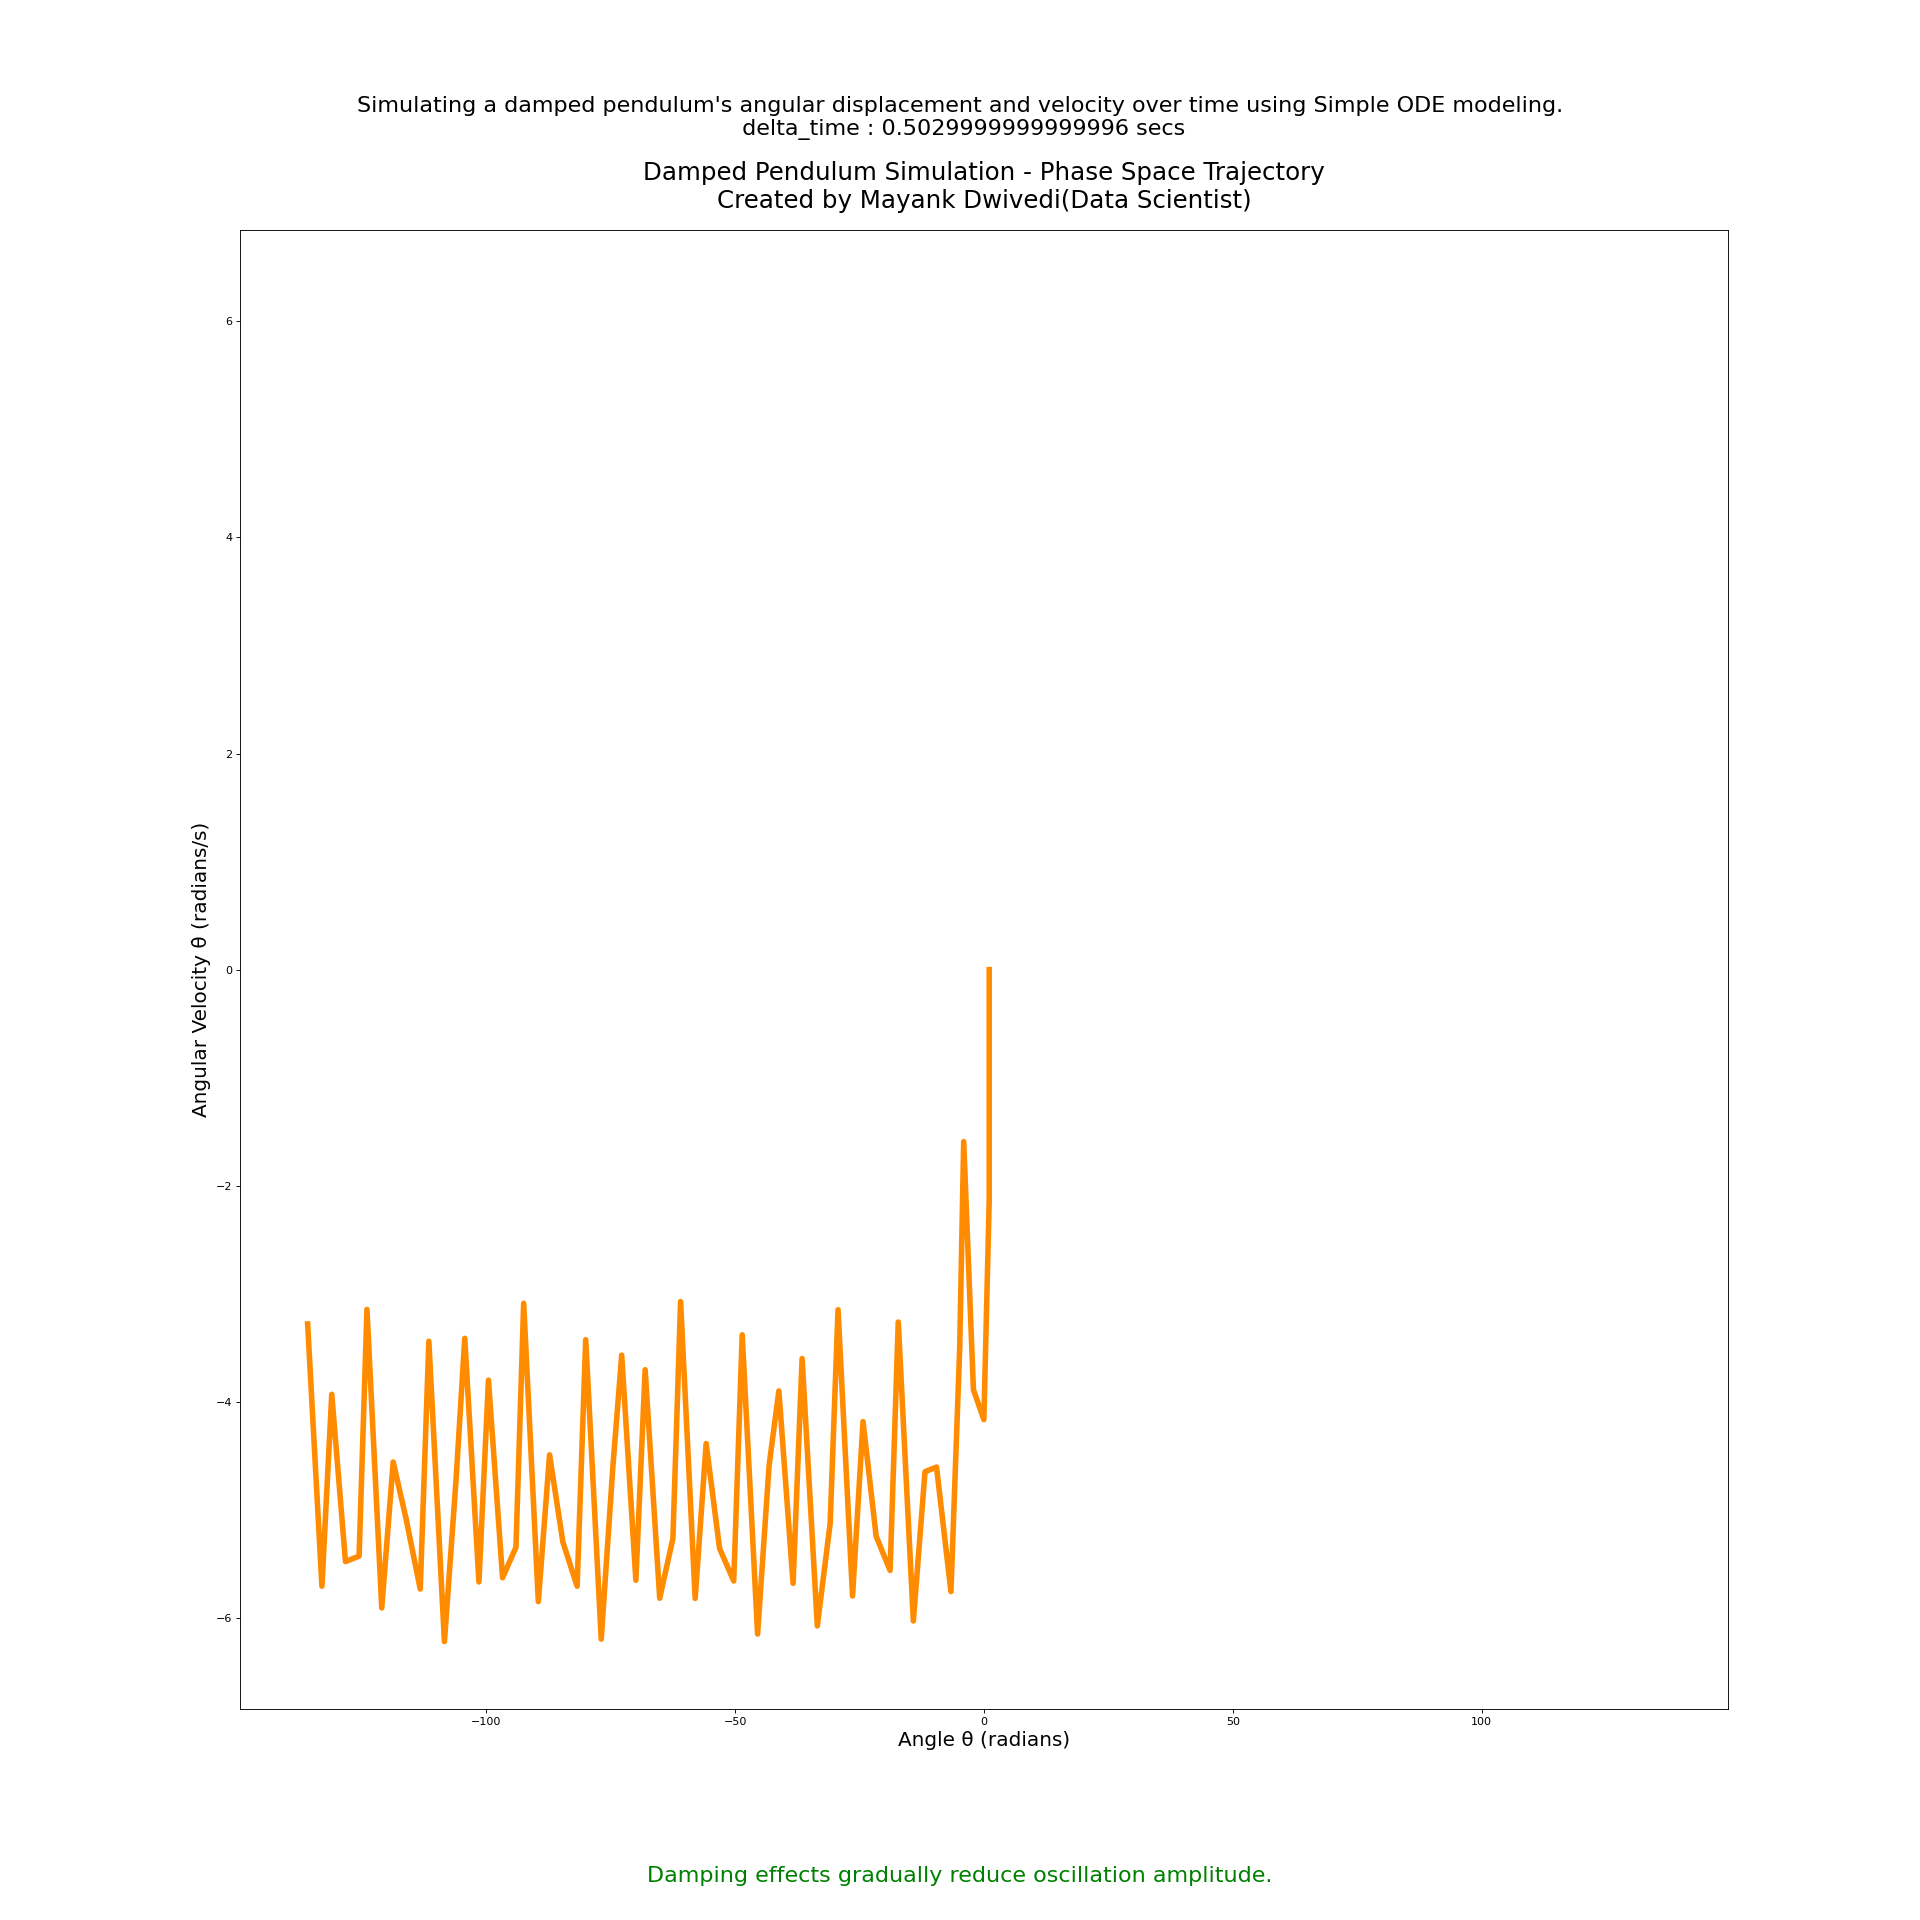 Simulating a damped pendulum's angular displacement and velocity over time using Simple ODE modeling.
delta_time : 0.5029999999999996 secs
Damped Pendulum Simulation - Phase Space Trajectory
Created by Mayank Dwivedi(Data Scientist)
Angular Velocity θ (radians/s)
6
4
2
0
−2
−4
−6
−100
−50
0
50
100
Angle θ (radians)
Damping effects gradually reduce oscillation amplitude.